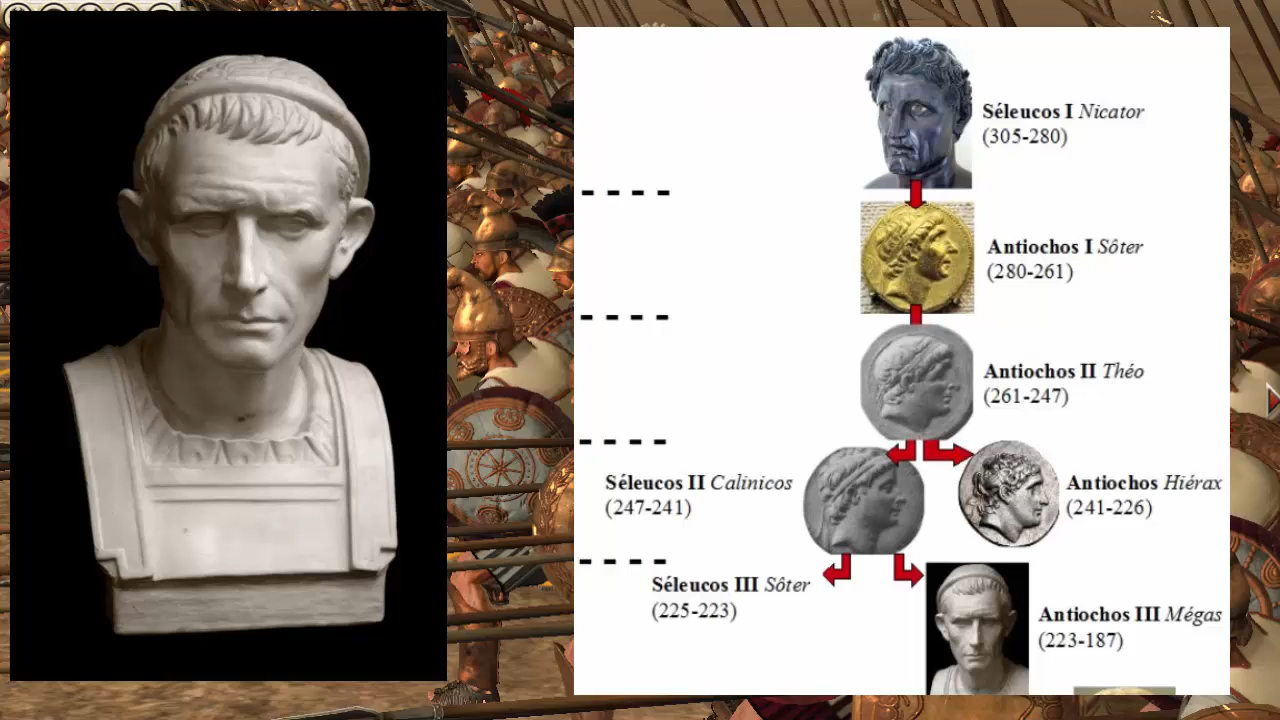 Séleucos I Nicator
(305-280)
Antiochos I Sôter
(280-261)
Antiochos II Théo
(261-247)
Séleucos II Calinicos
(247-241)
Antiochos Hiérax
(241-226)
Séleucos III Sôter
(225-223)
Antiochos III Mégas
(223-187)